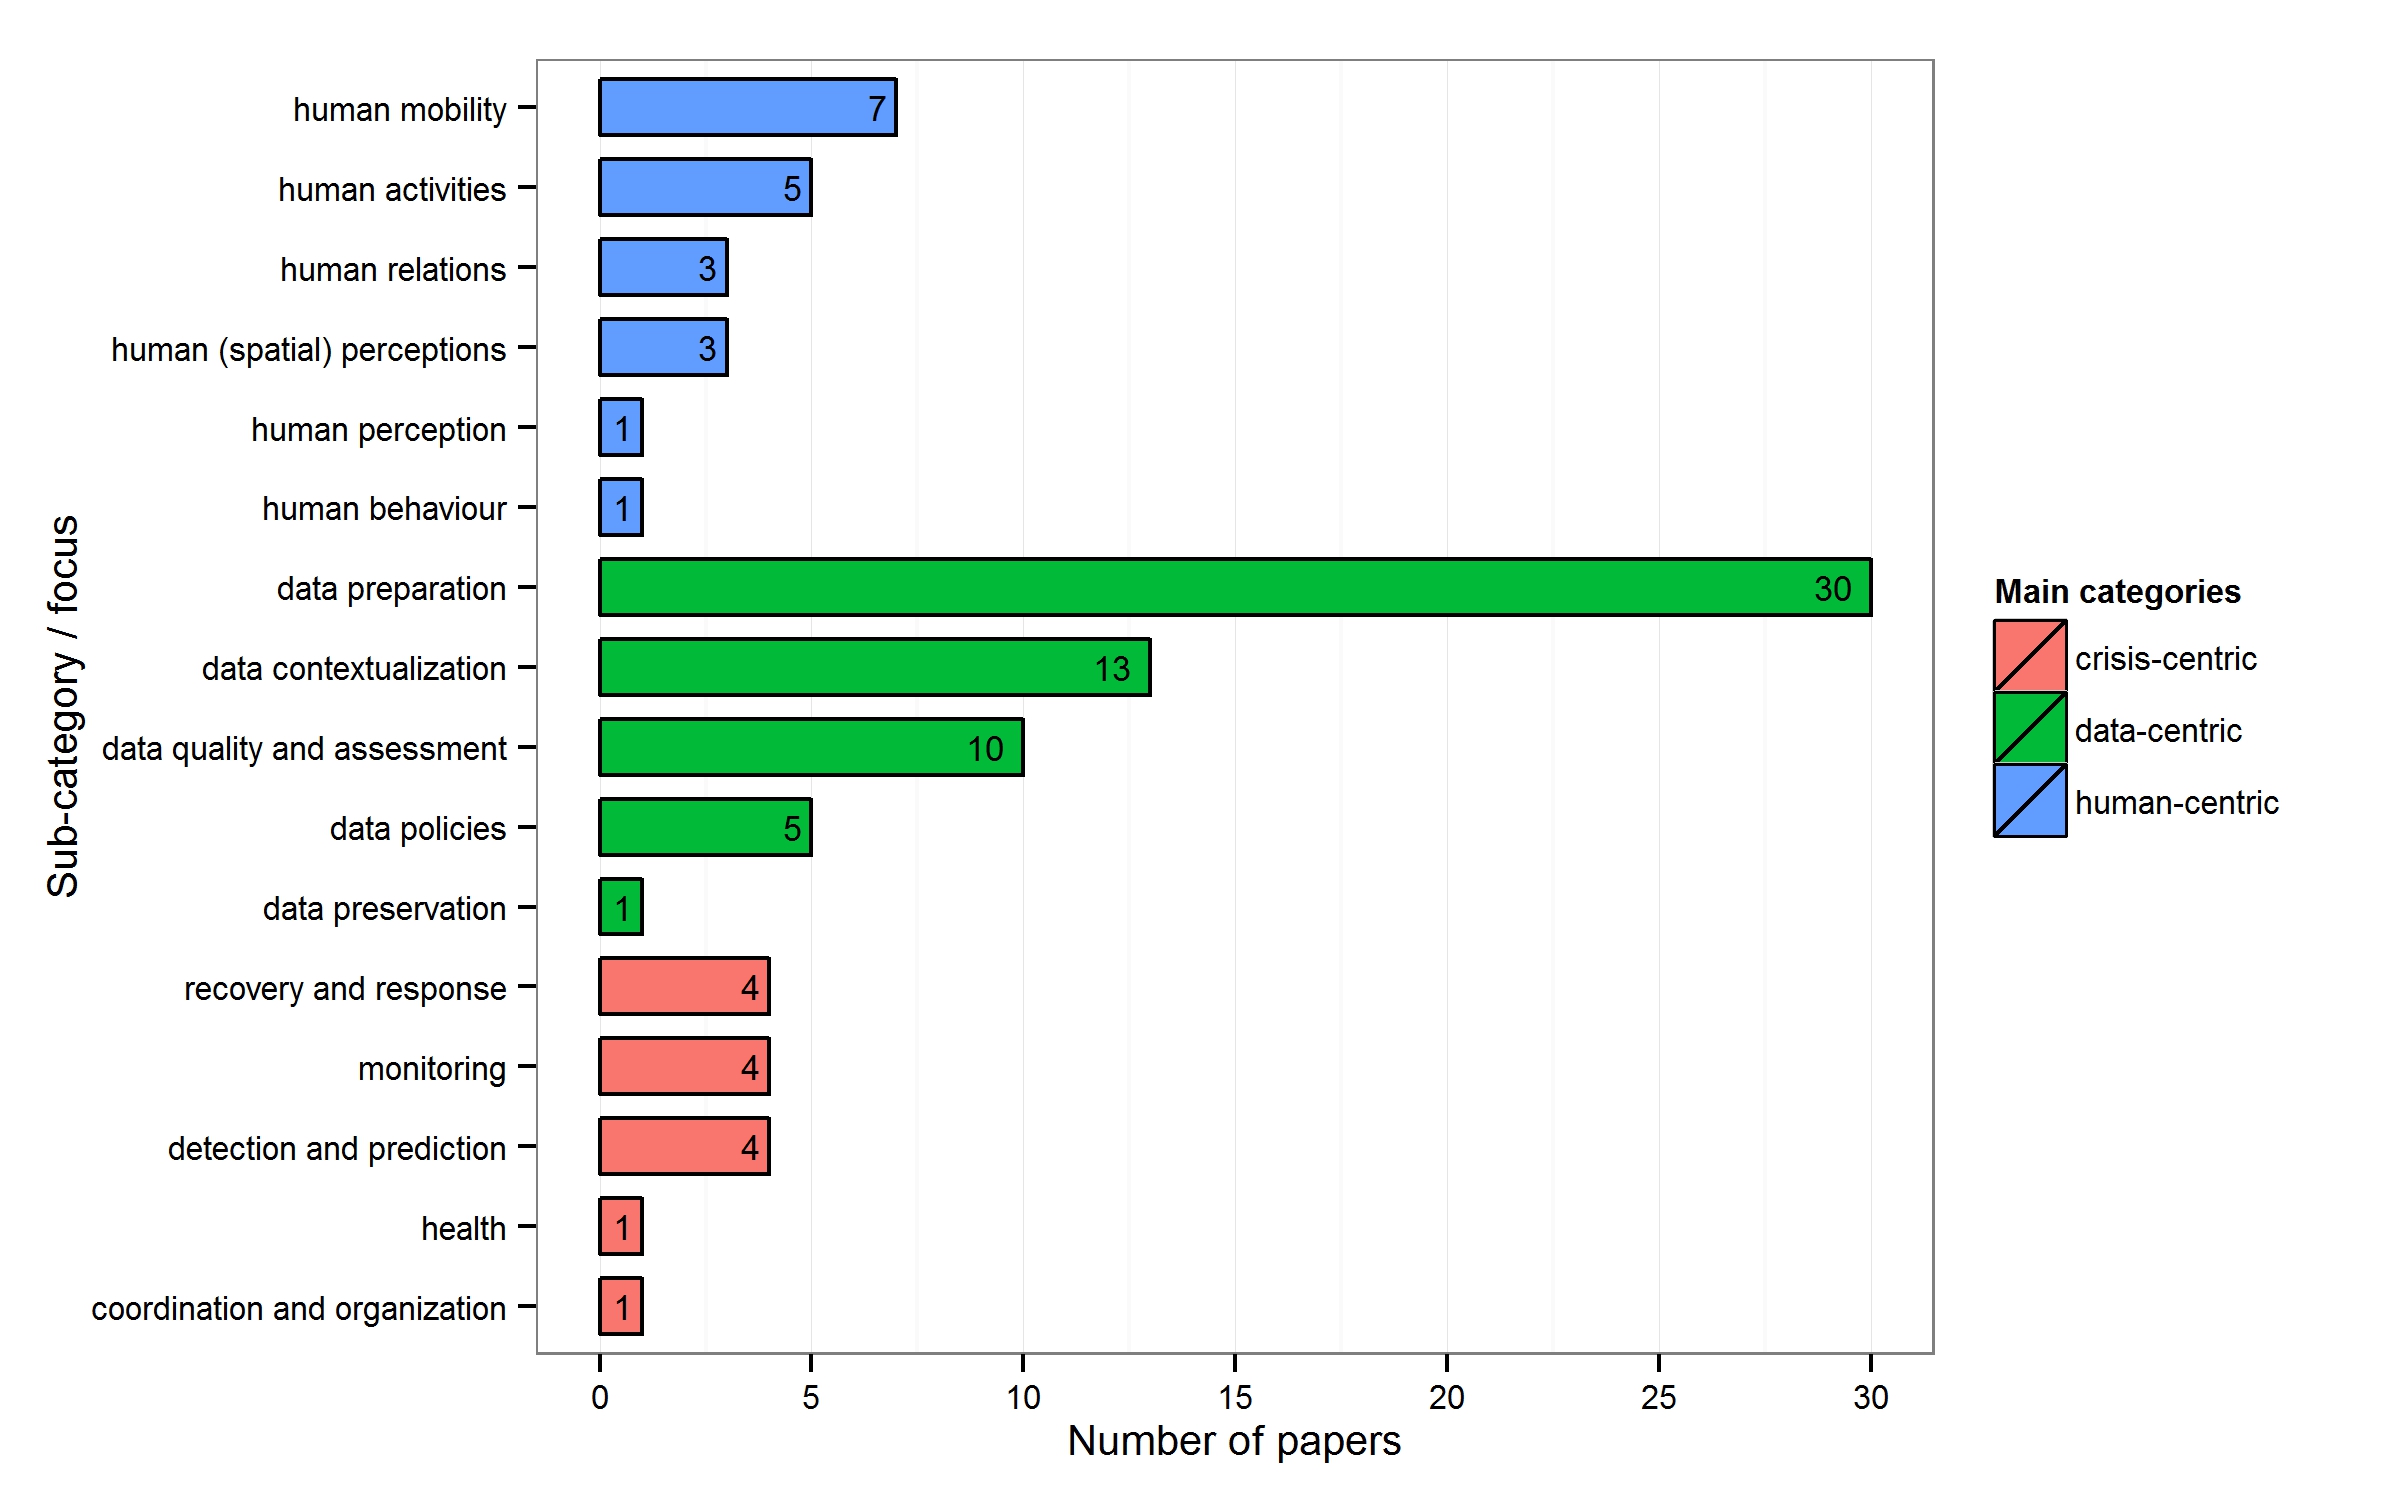 human mobility
7
human activities
5
human relations
3
human (spatial) perceptions
3
human perception
1
human behaviour
1
data preparation
30
data contextualization
13
data quality and assessment
10
data policies
5
data preservation
1
recovery and response
4
monitoring
4
detection and prediction
4
health
1
coordination and organization
1
Sub-category / focus
0 5 10 15 20 25 30
Number of papers
Main categories
crisis-centric
data-centric
human-centric